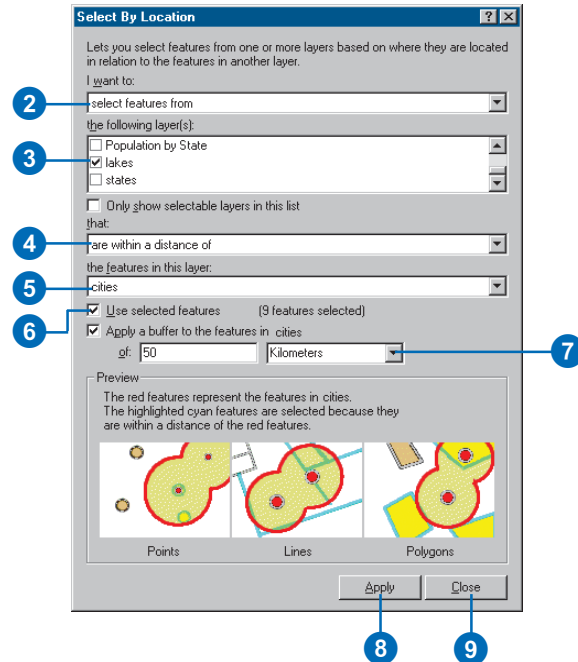 Select By Location
Lets you select features from one or more layers based on where they are located
in relation to the features in another layer.
I want to:
2
select features from
the following layer(s):
Population by State
3
lakes
states
Only show selectable layers in this list
that:
4
are within a distance of
the features in this layer:
5
cities
6
Use selected features (9 features selected)
Apply a buffer to the features in cities
of: 50 Kilometers
7
Preview
The red features represent the features in cities.
The highlighted cyan features are selected because they
are within a distance of the red features.
Points Lines Polygons
Apply Close
8 9